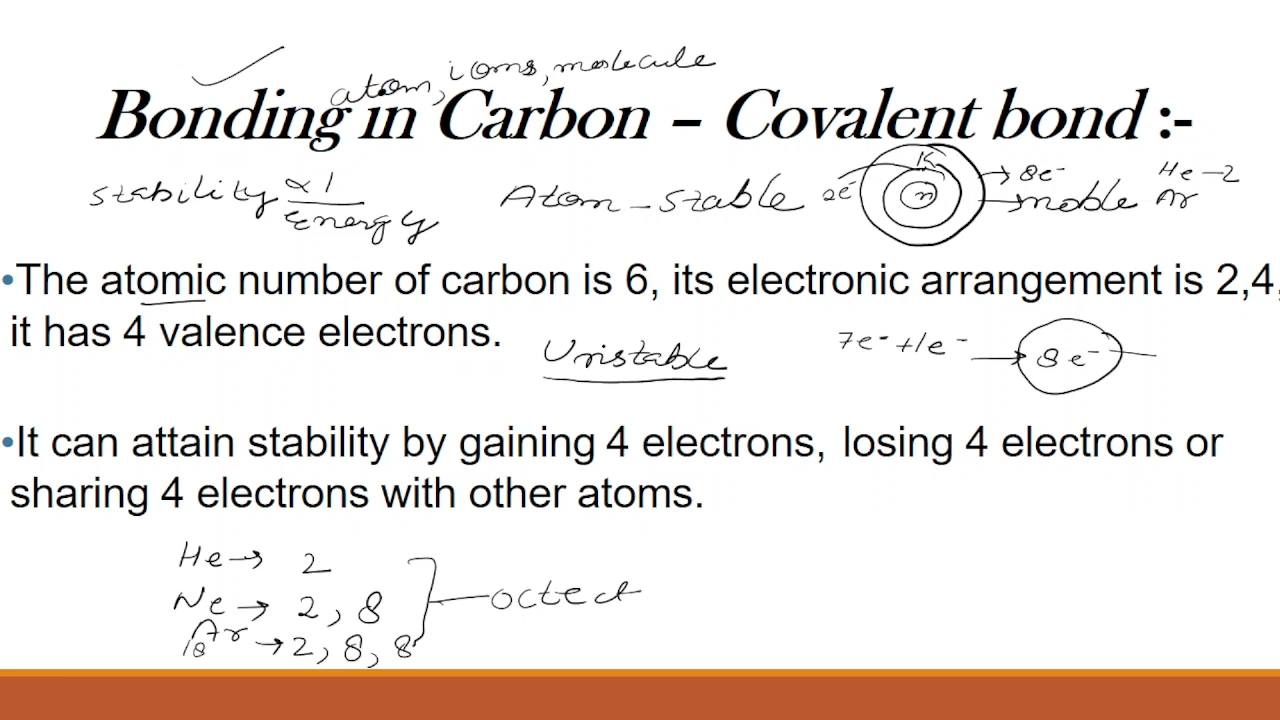 atom, ions, molecule
Bonding in Carbon – Covalent bond :-
stability ∝ 1/Energy
Atom - stable 2e⁻ K n → 8e⁻ → noble He - 2 Ar
•The atomic number of carbon is 6, its electronic arrangement is 2,4,
it has 4 valence electrons.
Unstable 7e⁻ + 1e⁻ → 8e⁻
•It can attain stability by gaining 4 electrons, losing 4 electrons or
sharing 4 electrons with other atoms.
He → 2
Ne → 2, 8 octect
18Ar → 2, 8, 8